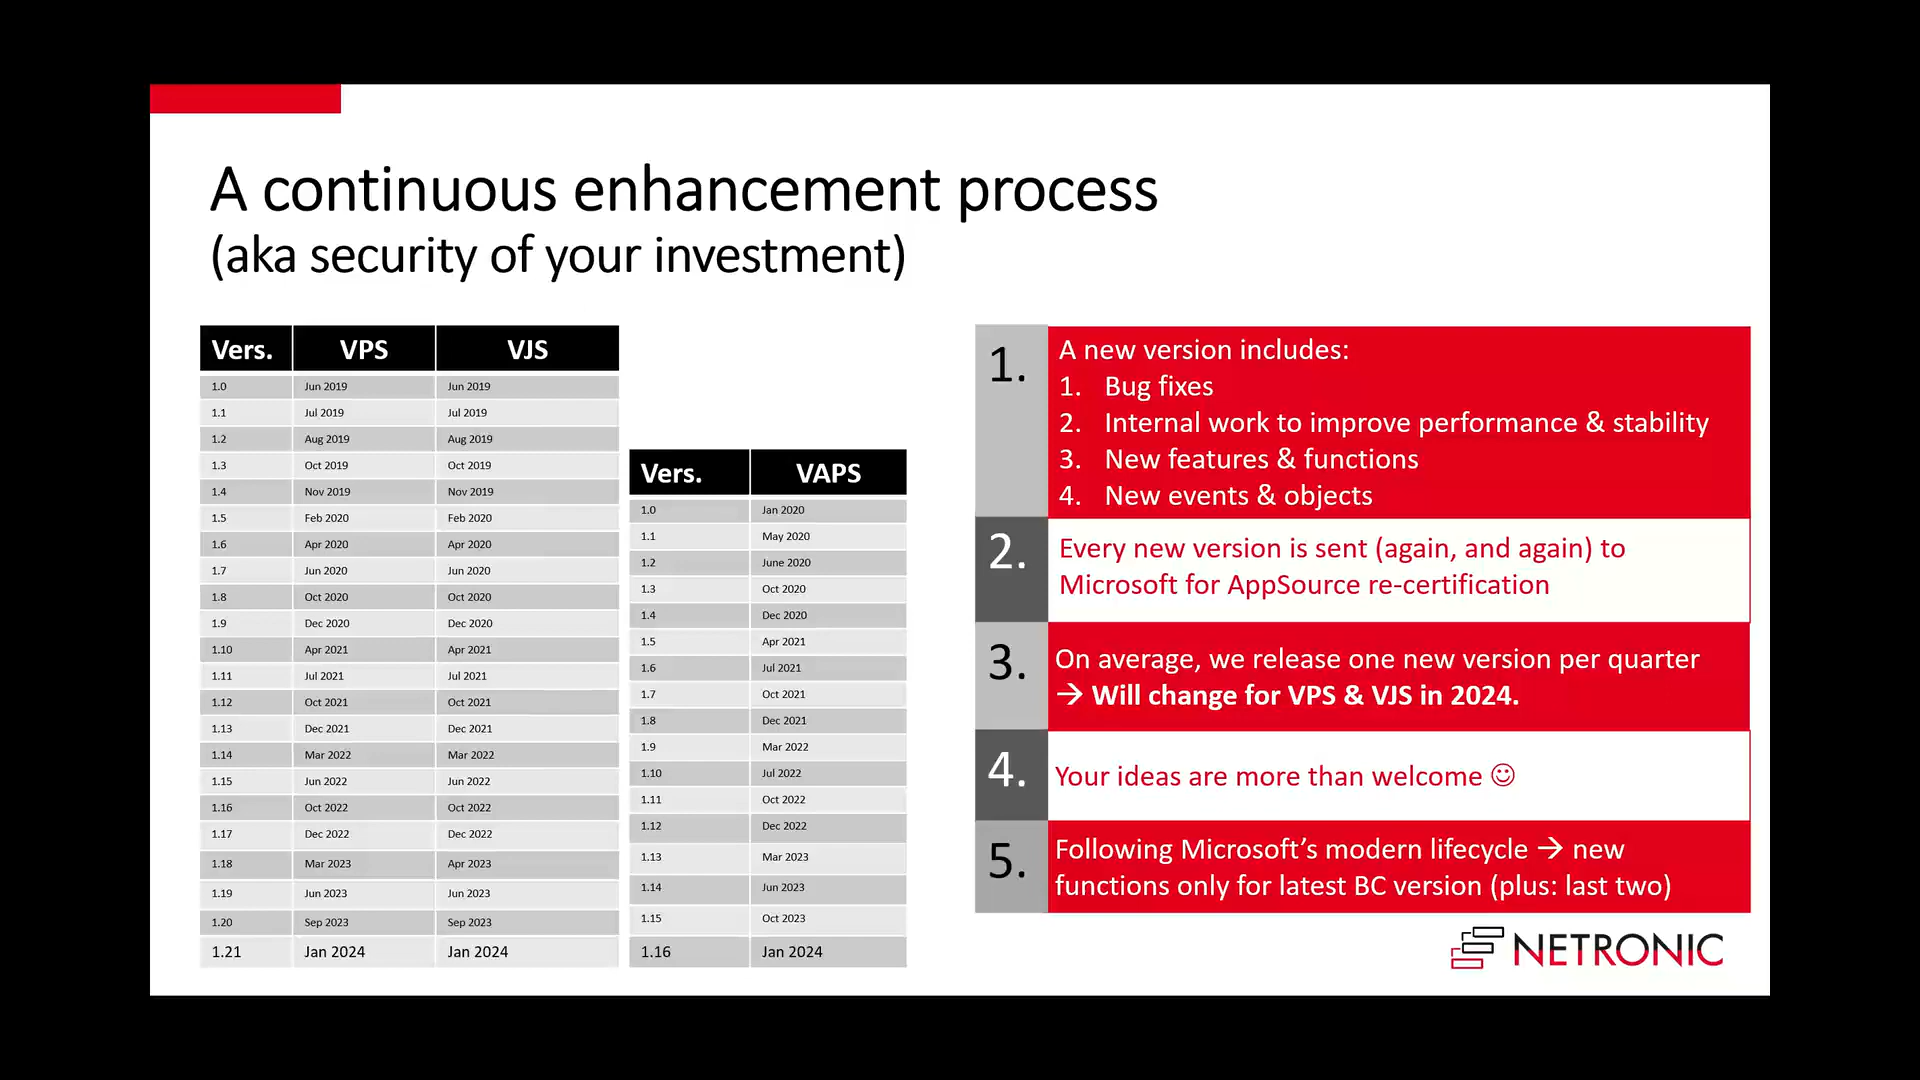 A continuous enhancement process
(aka security of your investment)
Vers. VPS VJS
1.0 Jun 2019 Jun 2019
1.1 Jul 2019 Jul 2019
1.2 Aug 2019 Aug 2019
1.3 Oct 2019 Oct 2019
1.4 Nov 2019 Nov 2019
1.5 Feb 2020 Feb 2020
1.6 Apr 2020 Apr 2020
1.7 Jun 2020 Jun 2020
1.8 Oct 2020 Oct 2020
1.9 Dec 2020 Dec 2020
1.10 Apr 2021 Apr 2021
1.11 Jul 2021 Jul 2021
1.12 Oct 2021 Oct 2021
1.13 Dec 2021 Dec 2021
1.14 Mar 2022 Mar 2022
1.15 Jun 2022 Jun 2022
1.16 Oct 2022 Oct 2022
1.17 Dec 2022 Dec 2022
1.18 Mar 2023 Apr 2023
1.19 Jun 2023 Jun 2023
1.20 Sep 2023 Sep 2023
1.21 Jan 2024 Jan 2024
Vers. VAPS
1.0 Jan 2020
1.1 May 2020
1.2 June 2020
1.3 Oct 2020
1.4 Dec 2020
1.5 Apr 2021
1.6 Jul 2021
1.7 Oct 2021
1.8 Dec 2021
1.9 Mar 2022
1.10 Jul 2022
1.11 Oct 2022
1.12 Dec 2022
1.13 Mar 2023
1.14 Jun 2023
1.15 Oct 2023
1.16 Jan 2024
1. A new version includes:
1. Bug fixes
2. Internal work to improve performance & stability
3. New features & functions
4. New events & objects
2. Every new version is sent (again, and again) to
Microsoft for AppSource re-certification
3. On average, we release one new version per quarter
→ Will change for VPS & VJS in 2024.
4. Your ideas are more than welcome ☺
5. Following Microsoft’s modern lifecycle → new
functions only for latest BC version (plus: last two)
NETRONIC